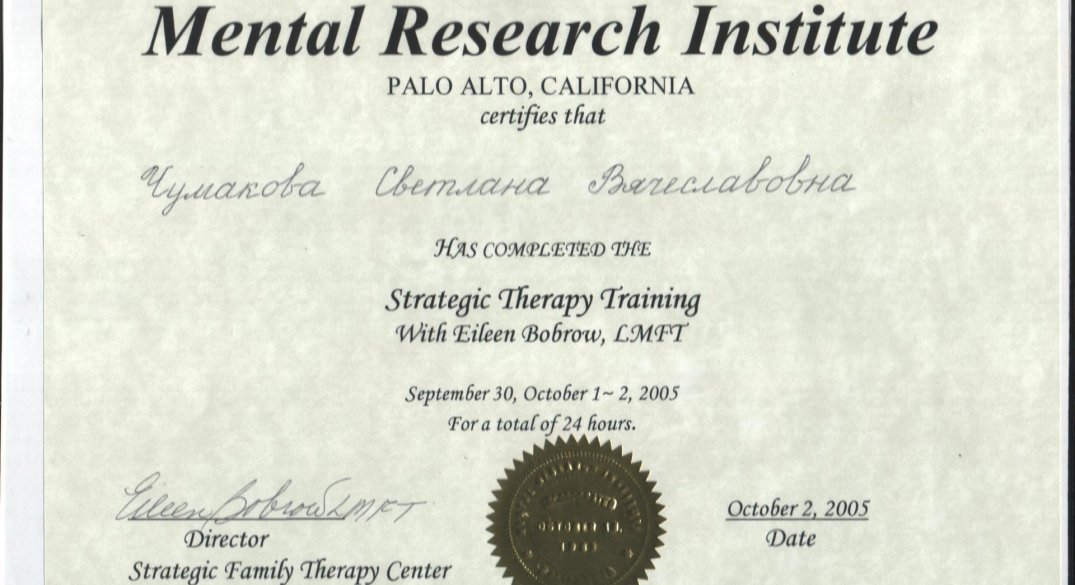 Mental Research Institute
PALO ALTO, CALIFORNIA
certifies that
Чумакова Светлана Вячеславовна
HAS COMPLETED THE
Strategic Therapy Training
With Eileen Bobrow, LMFT
September 30, October 1~ 2, 2005
For a total of 24 hours.
Eileen Bobrow LMFT
October 2, 2005
Director
Date
Strategic Family Therapy Center